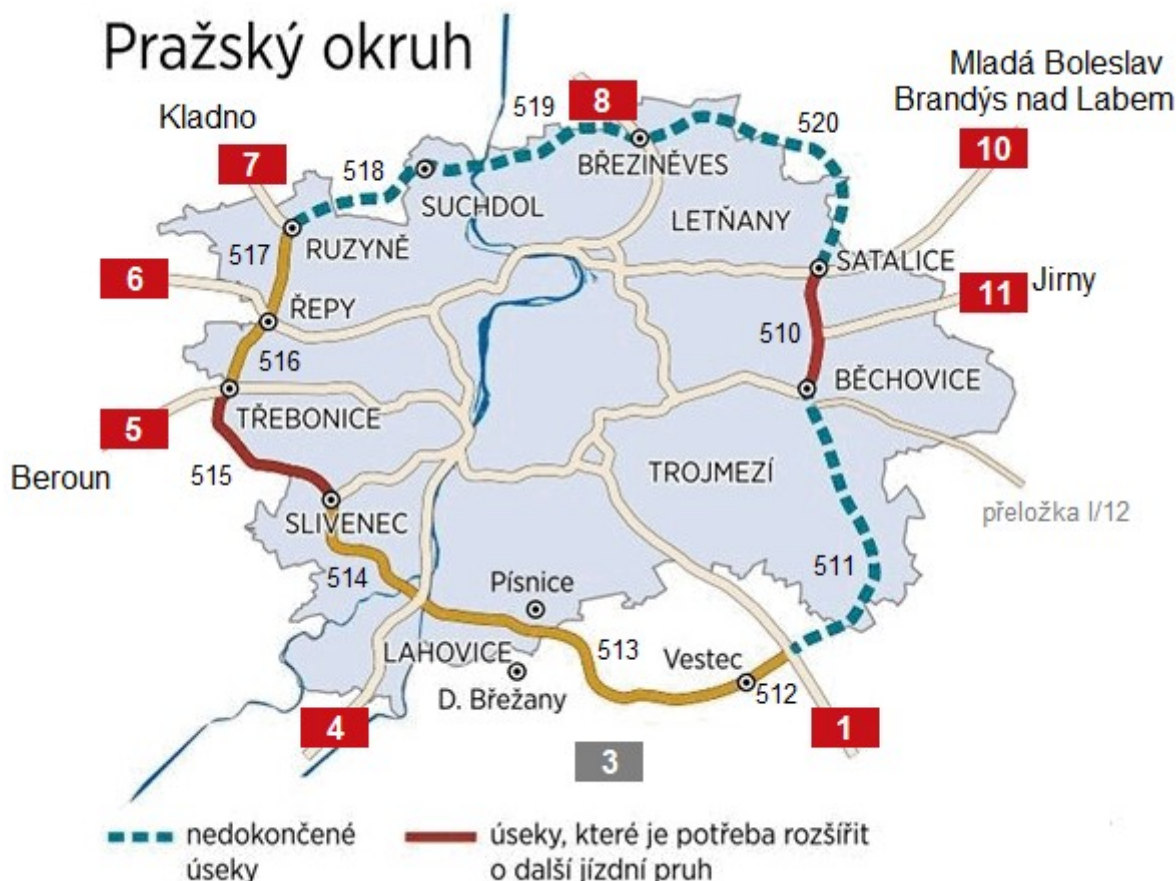 Pražský okruh
Mladá Boleslav
Brandýs nad Labem
Kladno
519
8
520
10
7
518
BŘEZINĚVES
SUCHDOL
LETŇANY
517
RUZYNĚ
SATALICE
6
11
Jirny
ŘEPY
510
516
BĚCHOVICE
5
TŘEBONICE
515
TROJMEZÍ
Beroun
SLIVENEC
přeložka I/12
511
514
Písnice
LAHOVICE
513
Vestec
D. Břežany
512
4
1
3
nedokončené
úseky
úseky, které je potřeba rozšířit
o další jízdní pruh